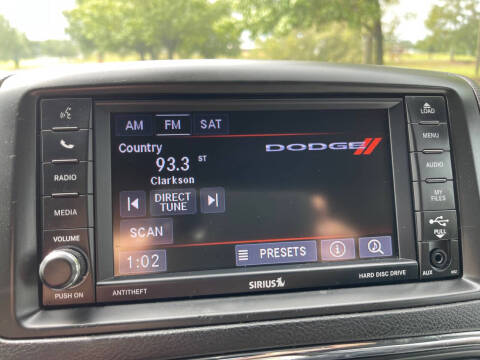 LOAD
AM FM SAT
MENU
Country
93.3 ST
DODGE
Clarkson
AUDIO
RADIO
DIRECT
TUNE
MY
FILES
MEDIA
SCAN
VOLUME
PULL
1:02
PRESETS
PUSH ON
ANTITHEFT
SIRIUS
HARD DISC DRIVE
AUX